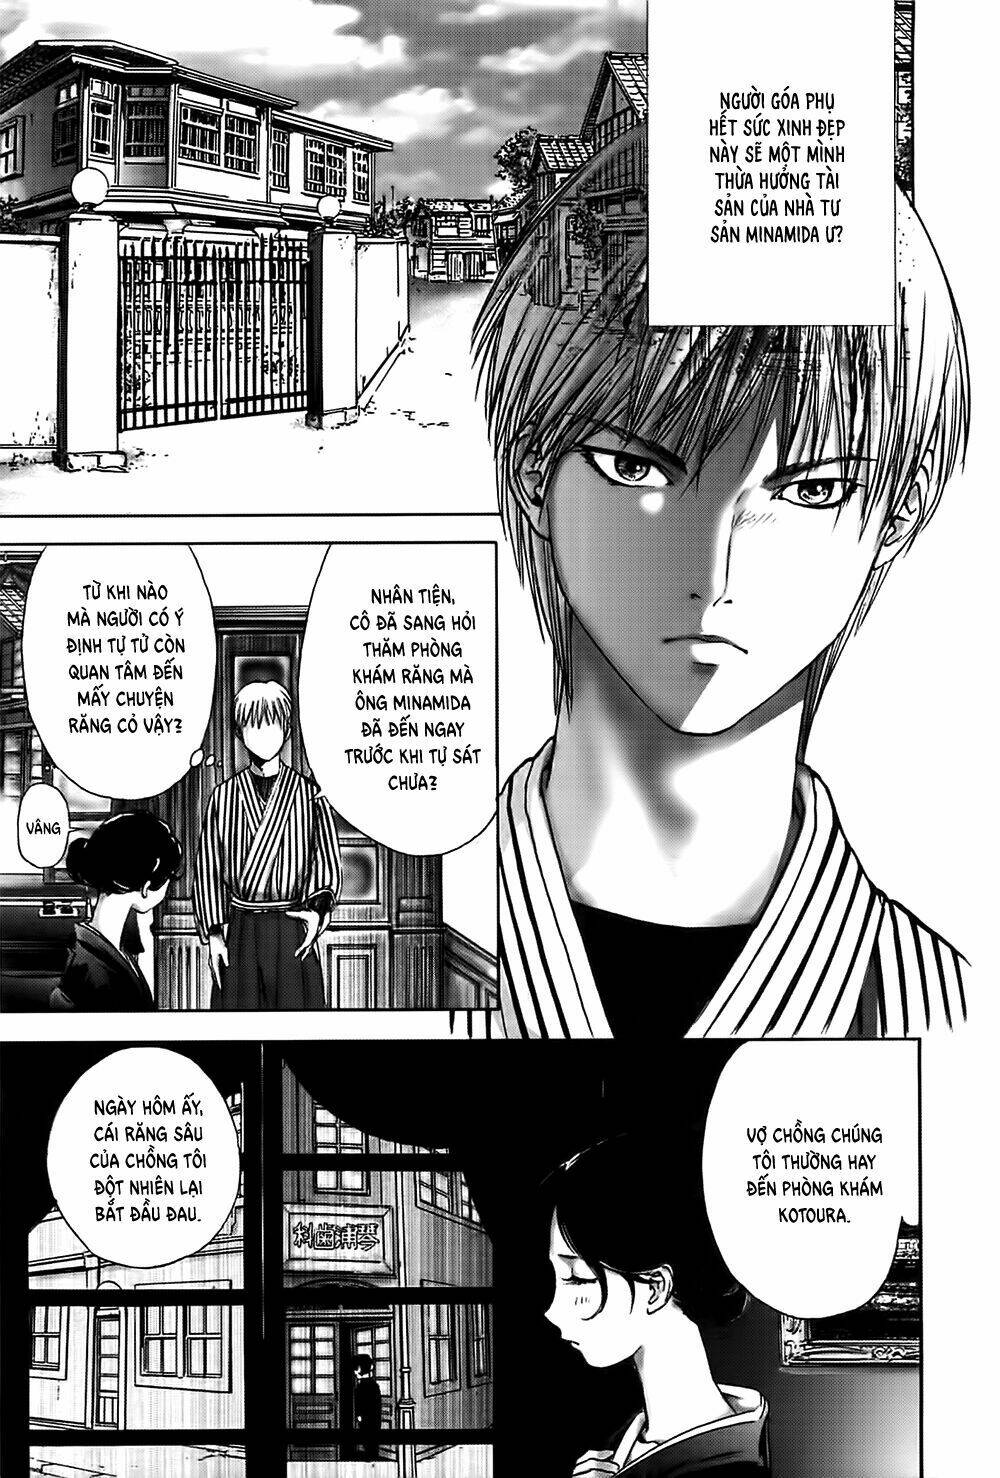 NGƯỜI GÓA PHỤ
HẾT SỨC XINH ĐẸP
NÀY SẼ MỘT MÌNH
THỪA HƯỞNG TÀI
SẢN CỦA NHÀ TƯ
SẢN MINAMIDA Ư?
NHÂN TIỆN,
CÔ ĐÃ SANG HỎI
THĂM PHÒNG
KHÁM RĂNG MÀ
ÔNG MINAMIDA
ĐÃ ĐẾN NGAY
TRƯỚC KHI TỰ SÁT
CHƯA?
TỪ KHI NÀO
MÀ NGƯỜI CÓ Ý
ĐỊNH TỰ TỬ CÒN
QUAN TÂM ĐẾN
MẤY CHUYỆN
RĂNG CỎ VẬY?
VÂNG
VỢ CHỒNG CHÚNG
TÔI THƯỜNG HAY
ĐẾN PHÒNG KHÁM
KOTOURA.
NGÀY HÔM ẤY,
CÁI RĂNG SÂU
CỦA CHỒNG TÔI
ĐỘT NHIÊN LẠI
BẮT ĐẦU ĐAU.
科歯浦琴